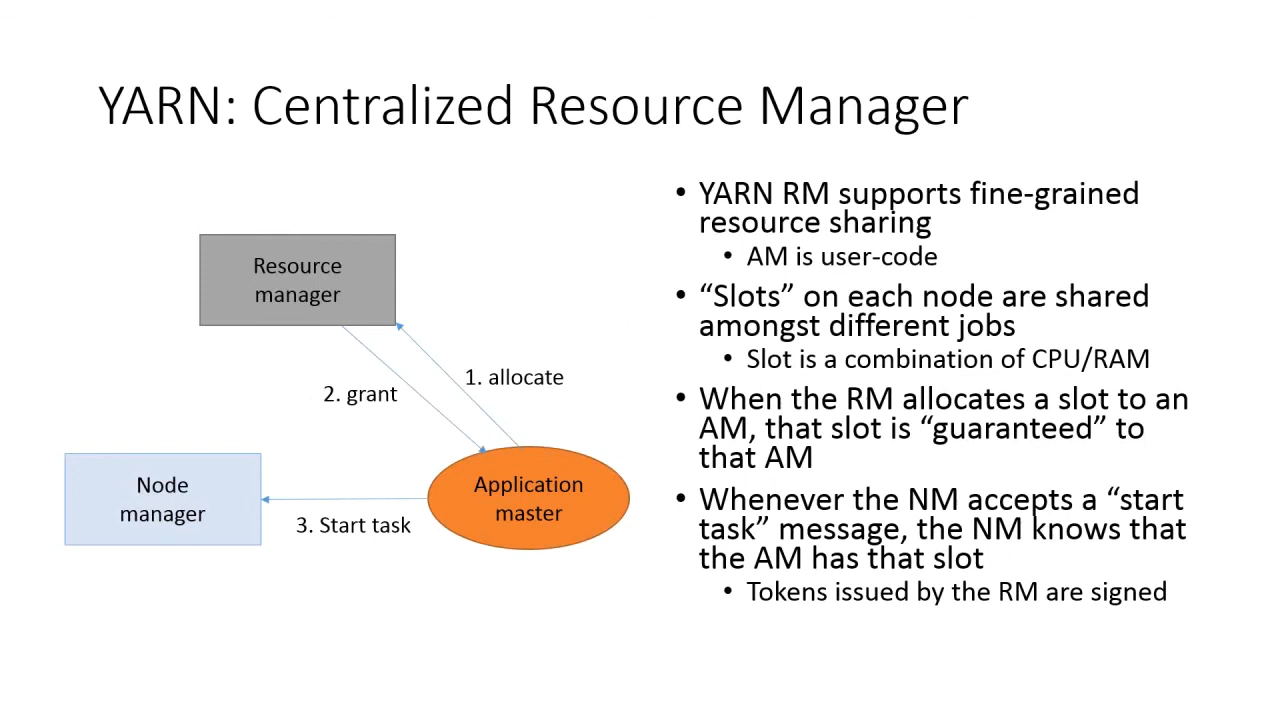 YARN: Centralized Resource Manager
Resource
manager
1. allocate
2. grant
Node
manager
Application
master
3. Start task
• YARN RM supports fine-grained
resource sharing
• AM is user-code
• “Slots” on each node are shared
amongst different jobs
• Slot is a combination of CPU/RAM
• When the RM allocates a slot to an
AM, that slot is “guaranteed” to
that AM
• Whenever the NM accepts a “start
task” message, the NM knows that
the AM has that slot
• Tokens issued by the RM are signed